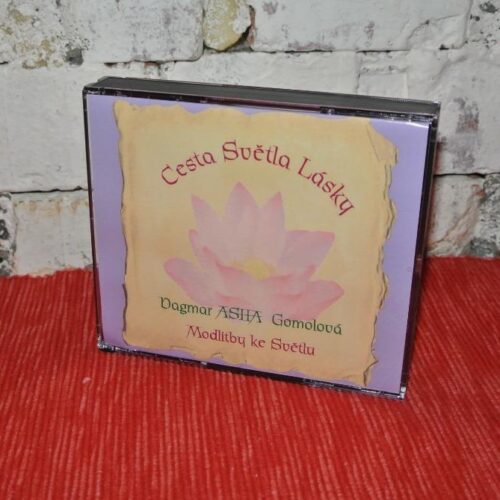 Cesta Světla Lásky
Dagmar ASHA Gomolová
Modlitby ke Světlu